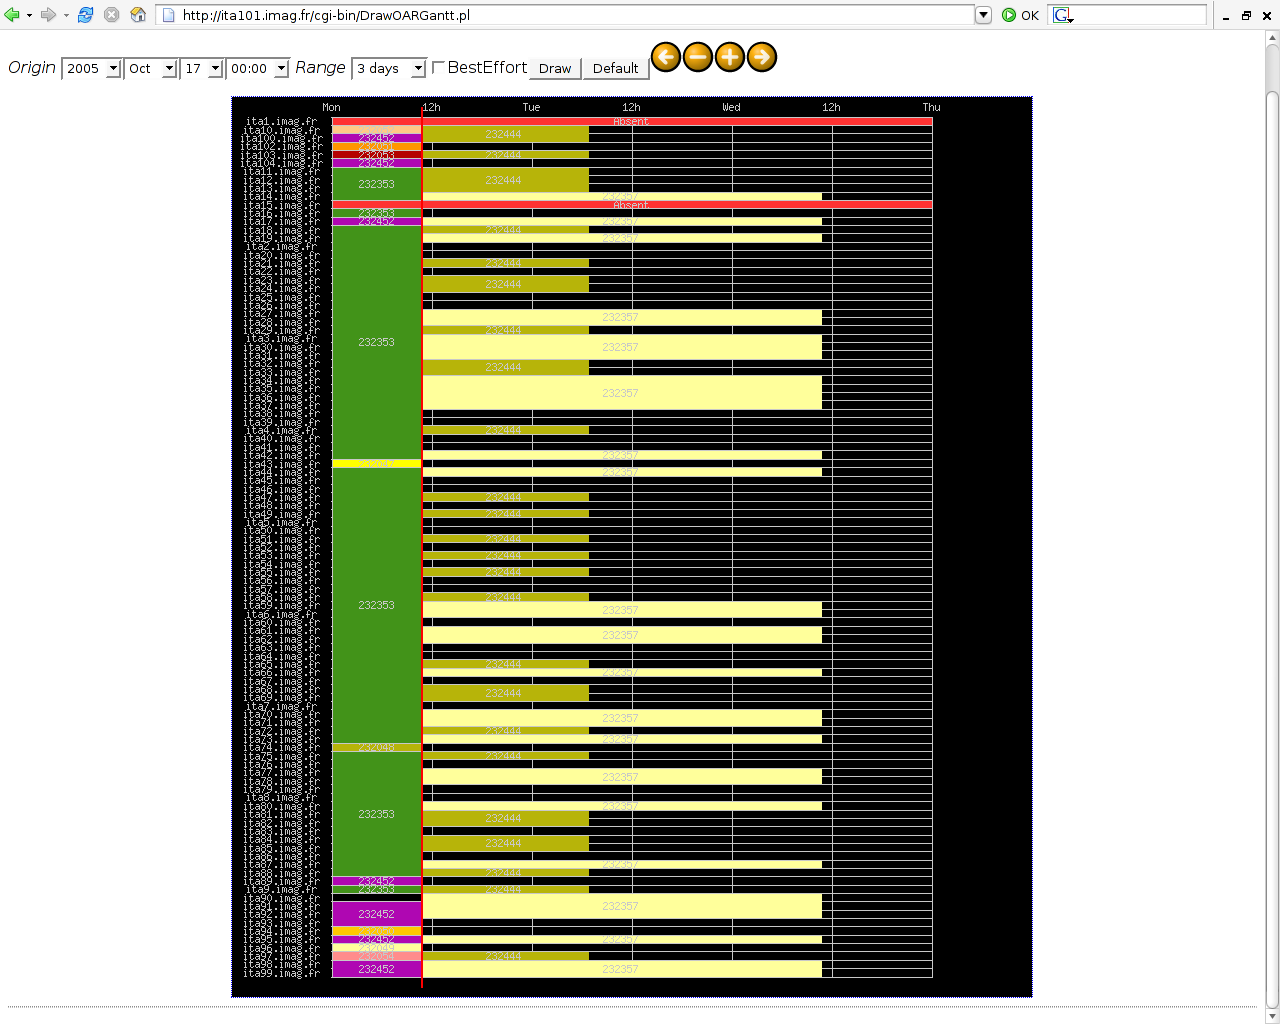 http://ita101.imag.fr/cgi-bin/DrawOARGantt.pl OK G
Origin 2005 Oct 17 00:00 Range 3 days BestEffort Draw Default
Mon 12h Tue 12h Wed 12h Thu
ita1.imag.fr Absent
ita10.imag.fr
ita100.imag.fr 232452 232444
ita102.imag.fr
ita103.imag.fr 232053 232444
ita104.imag.fr 232452
ita11.imag.fr
ita12.imag.fr 232353 232444
ita13.imag.fr
ita14.imag.fr 232357
ita15.imag.fr Absent
ita16.imag.fr 232353
ita17.imag.fr 232452 232357
ita18.imag.fr 232444
ita19.imag.fr 232357
ita2.imag.fr
ita20.imag.fr
ita21.imag.fr 232444
ita22.imag.fr
ita23.imag.fr 232444
ita24.imag.fr
ita25.imag.fr
ita26.imag.fr
ita27.imag.fr 232357
ita28.imag.fr
ita29.imag.fr 232444
ita3.imag.fr 232353
ita30.imag.fr 232357
ita31.imag.fr
ita32.imag.fr 232444
ita33.imag.fr
ita34.imag.fr
ita35.imag.fr 232357
ita36.imag.fr
ita37.imag.fr
ita38.imag.fr
ita39.imag.fr
ita4.imag.fr 232444
ita40.imag.fr
ita41.imag.fr
ita42.imag.fr 232357
ita43.imag.fr
ita44.imag.fr 232357
ita45.imag.fr
ita46.imag.fr
ita47.imag.fr 232444
ita48.imag.fr
ita49.imag.fr 232444
ita5.imag.fr
ita50.imag.fr
ita51.imag.fr 232444
ita52.imag.fr
ita53.imag.fr 232444
ita54.imag.fr
ita55.imag.fr 232444
ita56.imag.fr
ita57.imag.fr
ita58.imag.fr 232444
ita59.imag.fr 232353 232357
ita6.imag.fr
ita60.imag.fr
ita61.imag.fr 232357
ita62.imag.fr
ita63.imag.fr
ita64.imag.fr
ita65.imag.fr 232444
ita66.imag.fr 232357
ita67.imag.fr
ita68.imag.fr 232444
ita69.imag.fr
ita7.imag.fr
ita70.imag.fr 232357
ita71.imag.fr
ita72.imag.fr 232444
ita73.imag.fr 232357
ita74.imag.fr 232048
ita75.imag.fr 232444
ita76.imag.fr
ita77.imag.fr 232357
ita78.imag.fr
ita79.imag.fr
ita8.imag.fr
ita80.imag.fr 232357
ita81.imag.fr 232353 232444
ita82.imag.fr
ita83.imag.fr
ita84.imag.fr 232444
ita85.imag.fr
ita86.imag.fr
ita87.imag.fr 232357
ita88.imag.fr 232444
ita89.imag.fr 232452
ita9.imag.fr 232353 232444
ita90.imag.fr
ita91.imag.fr 232357
ita92.imag.fr 232452
ita93.imag.fr
ita94.imag.fr
ita95.imag.fr 232452 232357
ita96.imag.fr
ita97.imag.fr 232444
ita98.imag.fr 232452 232357
ita99.imag.fr